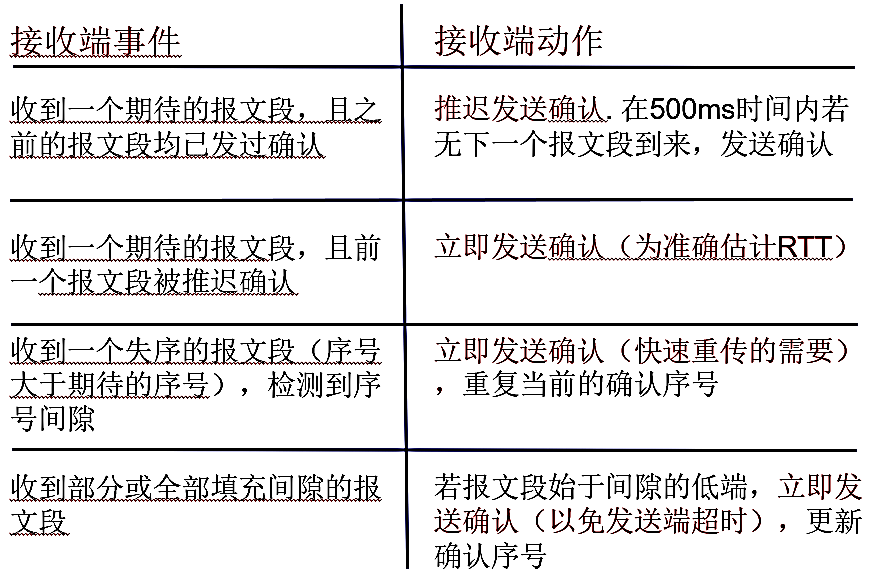 接收端事件
接收端动作
收到一个期待的报文段，且之
前的报文段均已发过确认
推迟发送确认. 在500ms时间内若
无下一个报文段到来，发送确认
收到一个期待的报文段，且前
一个报文段被推迟确认
立即发送确认（为准确估计RTT）
收到一个失序的报文段（序号
大于期待的序号），检测到序
号间隙
立即发送确认（快速重传的需要）
，重复当前的确认序号
收到部分或全部填充间隙的报
文段
若报文段始于间隙的低端，立即发
送确认（以免发送端超时），更新
确认序号